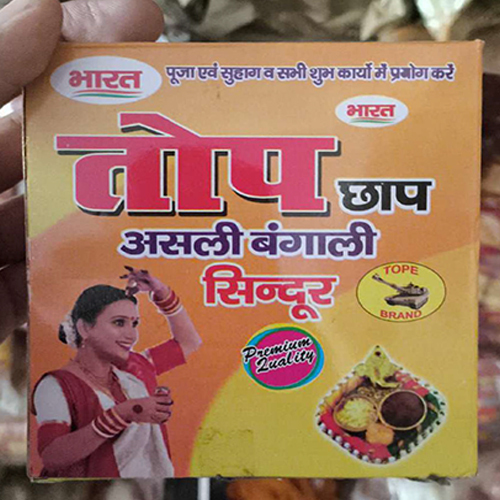 भारत
पूजा एवं सुहाग व सभी शुभ कार्यो में प्रयोग करें
भारत
तोप छाप
असली बंगाली
सिन्दूर
TOPE
BRAND
Premium
Quality